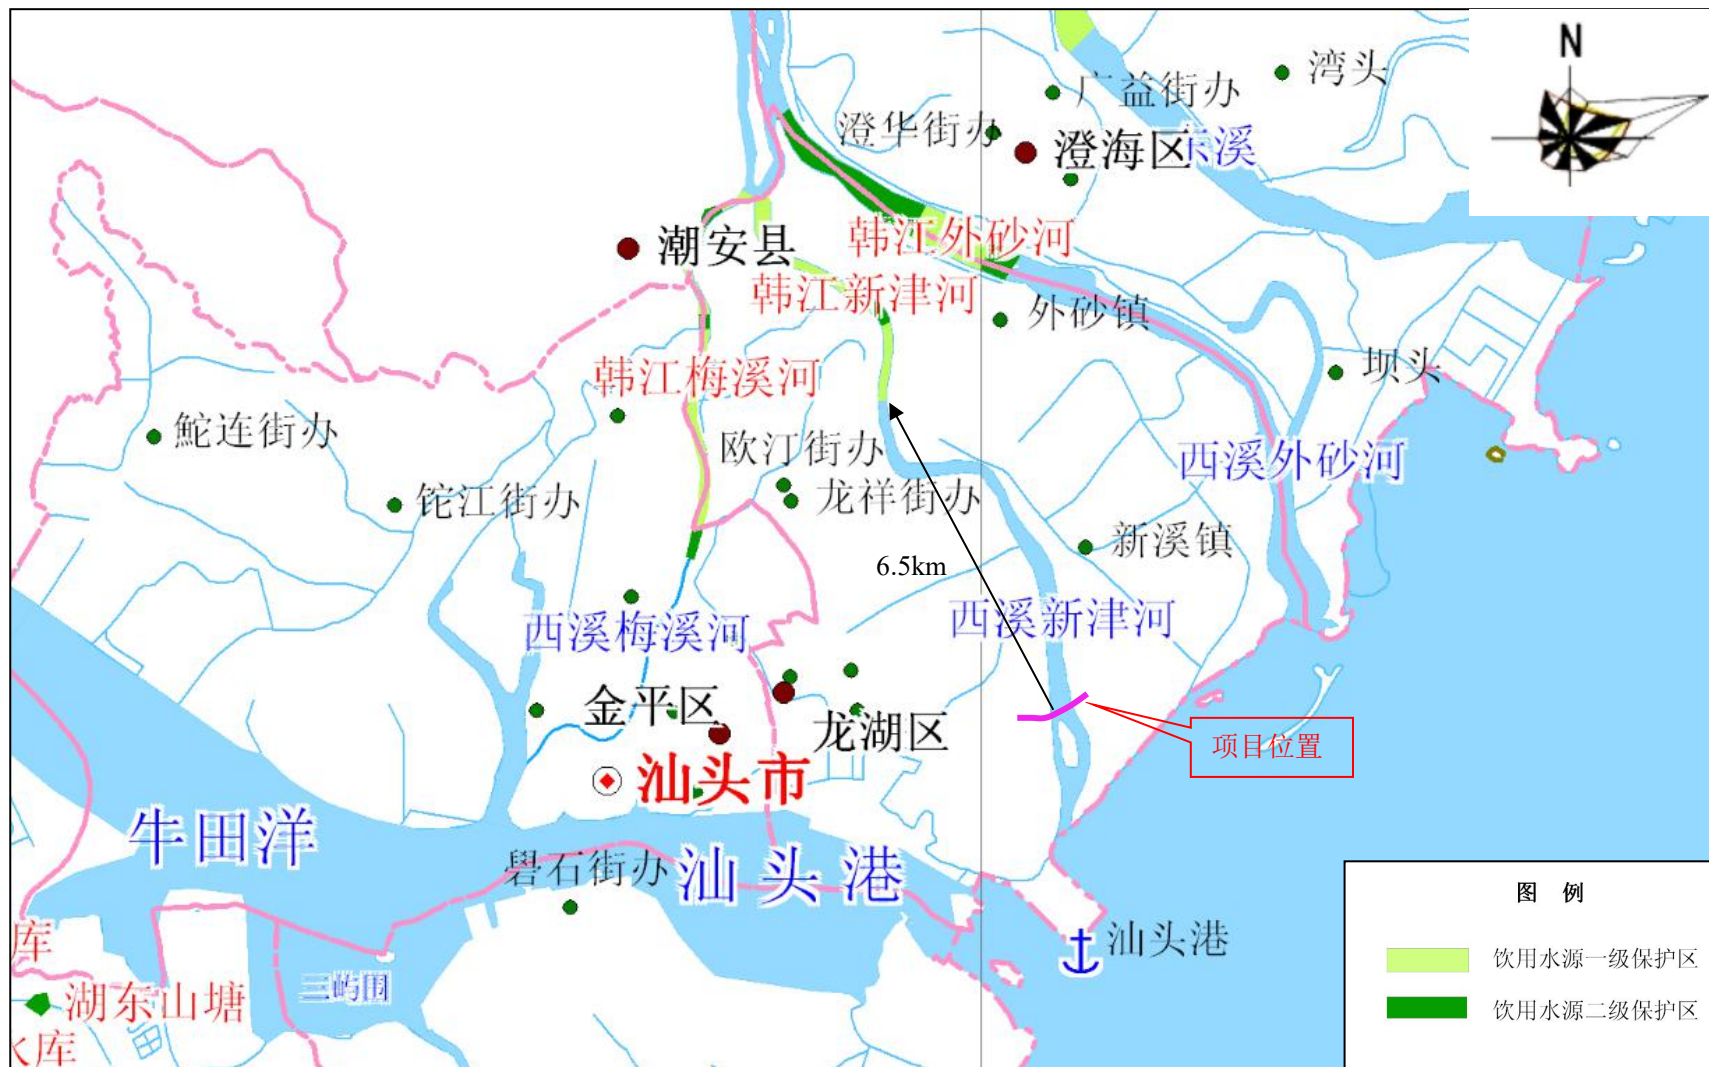 N
湾头
广益街办
澄华街办
澄海区
东溪
潮安县
韩江外砂河
韩江新津河
外砂镇
坝头
韩江梅溪河
鮀连街办
欧汀街办
西溪外砂河
龙祥街办
铊江街办
新溪镇
6.5km
西溪新津河
西溪梅溪河
金平区
龙湖区
项目位置
汕头市
牛田洋
礐石街办
汕头港
汕头港
库
三屿围
湖东山塘
水库
图 例
饮用水源一级保护区
饮用水源二级保护区